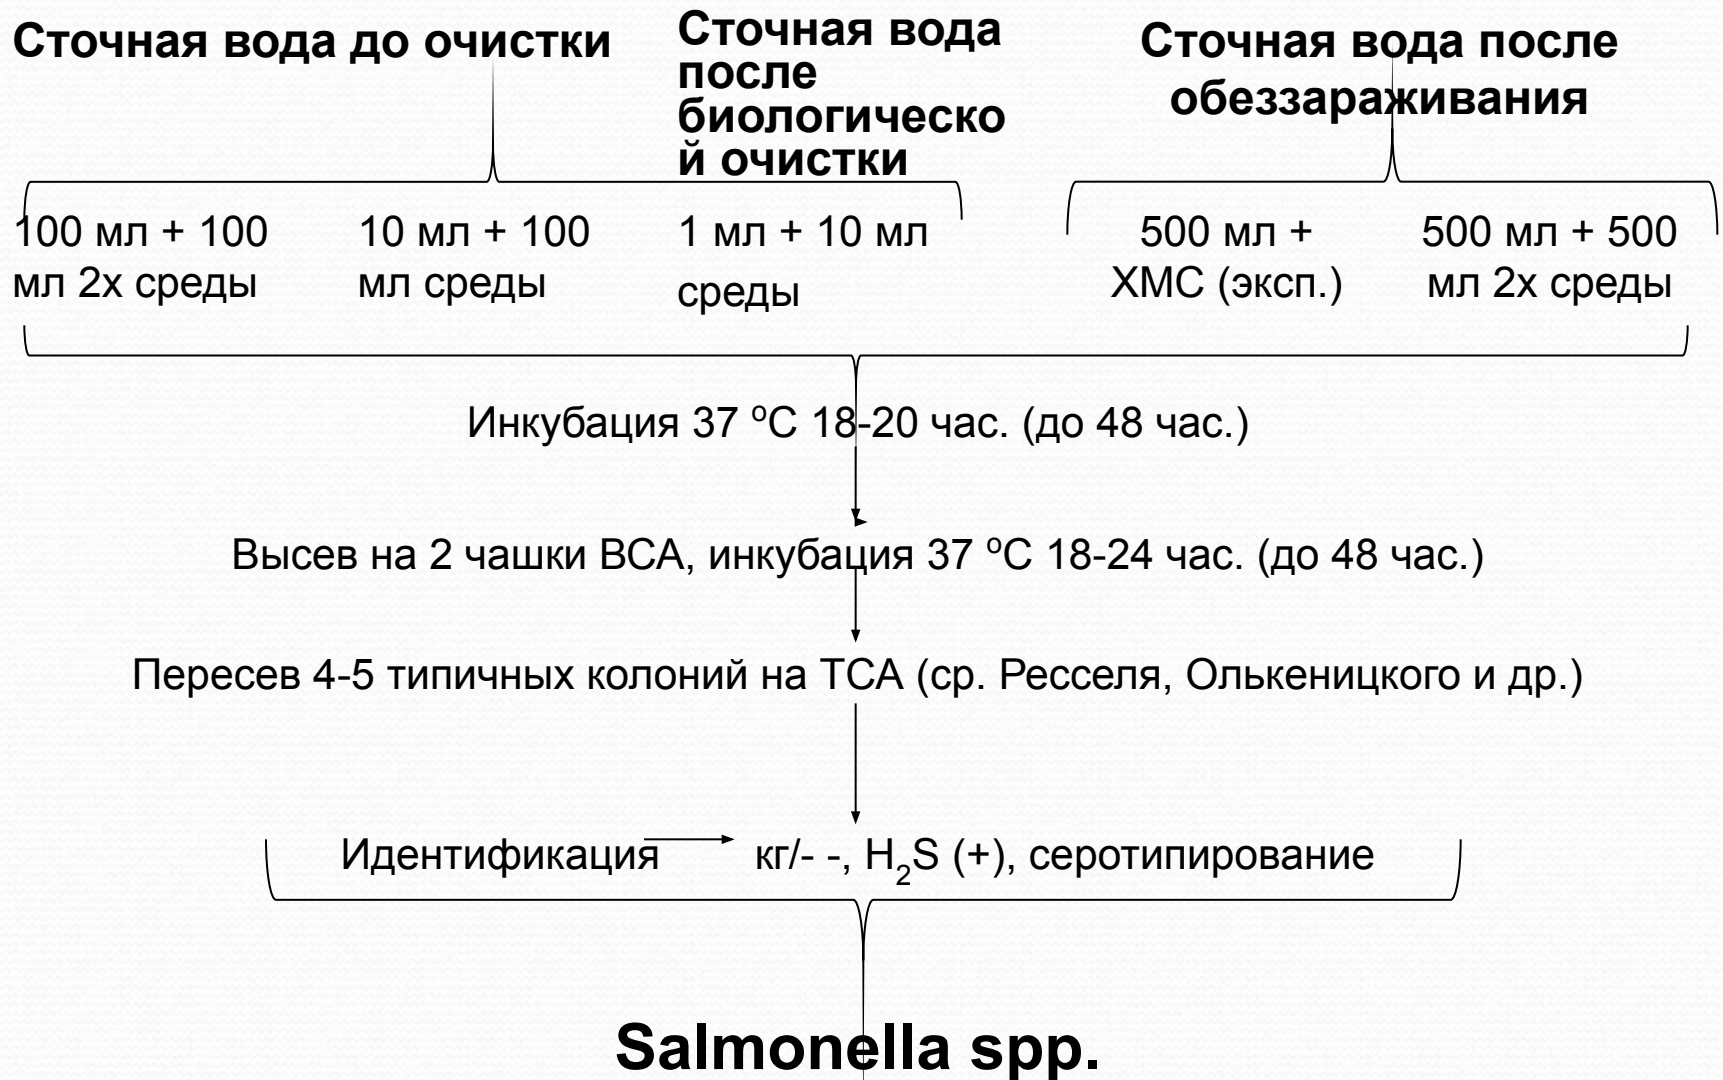 Сточная вода до очистки
Сточная вода
после
биологическо
й очистки
Сточная вода после
обеззараживания
100 мл + 100
мл 2х среды
10 мл + 100
мл среды
1 мл + 10 мл
среды
500 мл +
ХМС (эксп.)
500 мл + 500
мл 2х среды
Инкубация 37 ºС 18-20 час. (до 48 час.)
Высев на 2 чашки ВСА, инкубация 37 ºС 18-24 час. (до 48 час.)
Пересев 4-5 типичных колоний на ТСА (ср. Ресселя, Олькеницкого и др.)
Идентификация кг/- -, H₂S (+), серотипирование
Salmonella spp.